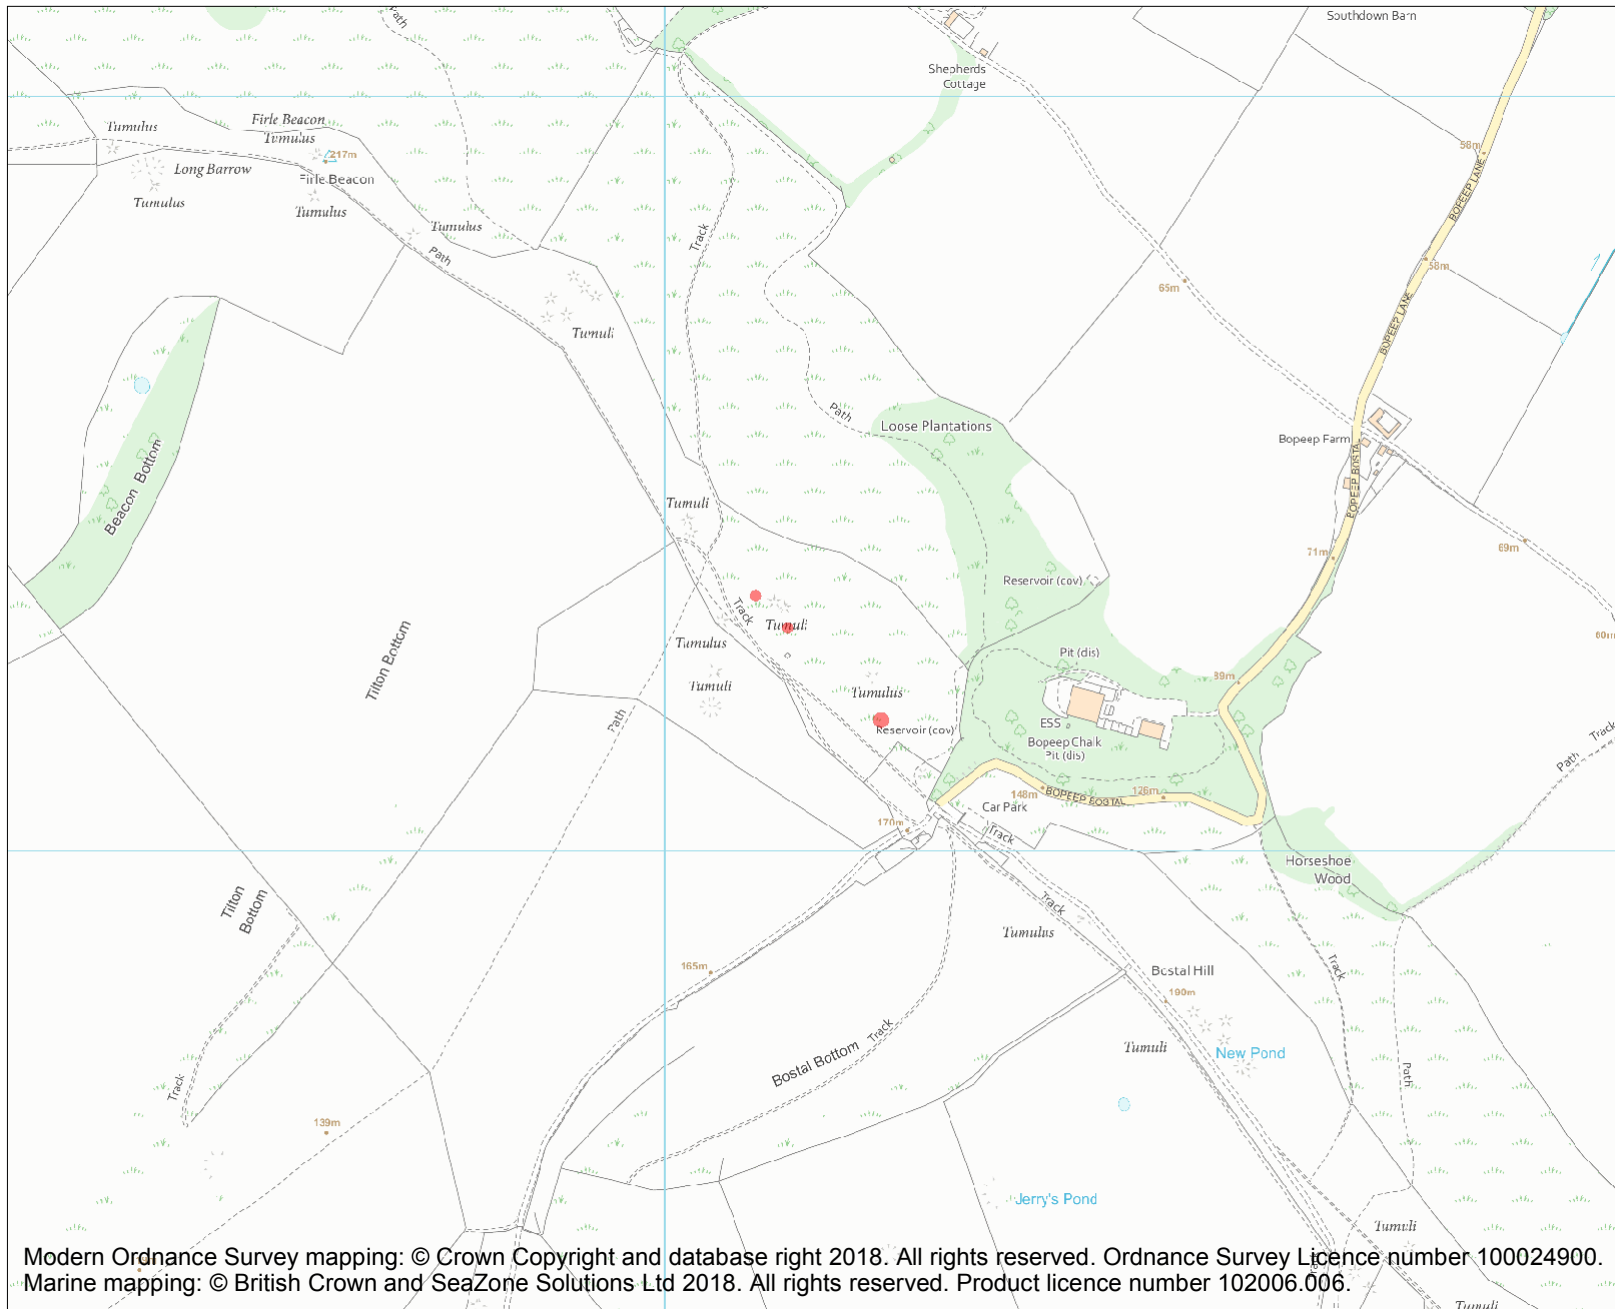 Path
Southdown Barn
Shepherds
Cottage
Tumulus
Firle Beacon
Tumulus
217m
Long Barrow
Firle Beacon
Tumulus
Tumulus
Tumulus
Path
Track
58m
BOPEEP LANE
58m
65m
BOPEEP LANE
Tumuli
Path
Loose Plantations
Bopeep Farm
BOPEEP BOSTAL
Beacon Bottom
Tumuli
71m
69m
Reservoir (cov)
Track
Tumuli
60m
Tumulus
Tilton Bottom
Pit (dis)
89m
Tumuli
Tumulus
Path
ESS
Reservoir (cov)
Bopeep Chalk
Pit (dis)
Path
Track
148m
BOPEEP BOSTAL
126m
Car Park
170m
Track
Horseshoe
Wood
Tilton
Bottom
Track
Tumulus
165m
Bostal Hill
190m
Track
Track
Bostal Bottom
Tumuli
New Pond
Path
Track
139m
Jerry's Pond
Tumuli
Track
Modern Ordnance Survey mapping: © Crown Copyright and database right 2018. All rights reserved. Ordnance Survey Licence number 100024900.
Marine mapping: © British Crown and SeaZone Solutions Ltd 2018. All rights reserved. Product licence number 102006.006.
Tumuli